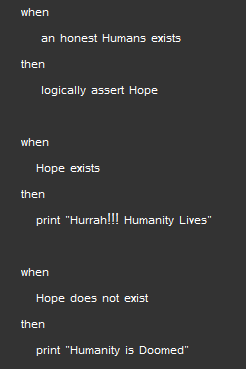 when
an honest Humans exists
then
logically assert Hope
when
Hope exists
then
print "Hurrah!!! Humanity Lives"
when
Hope does not exist
then
print "Humanity is Doomed"